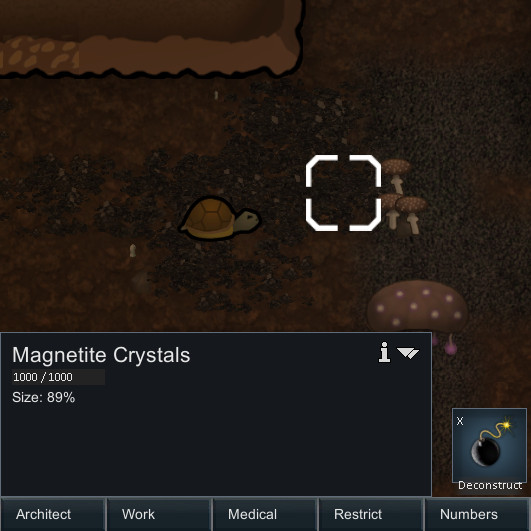 Magnetite Crystals
1000 / 1000
Size: 89%
X
Deconstruct
Architect
Work
Medical
Restrict
Numbers